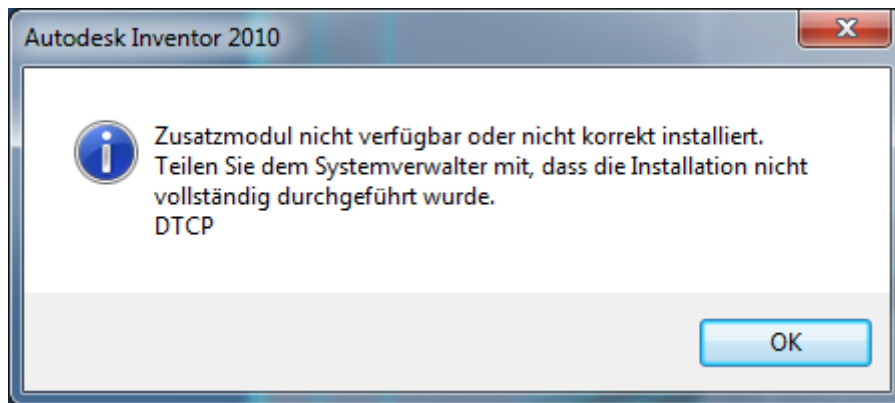 Autodesk Inventor 2010
Zusatzmodul nicht verfügbar oder nicht korrekt installiert.
Teilen Sie dem Systemverwalter mit, dass die Installation nicht
vollständig durchgeführt wurde.
DTCP
OK